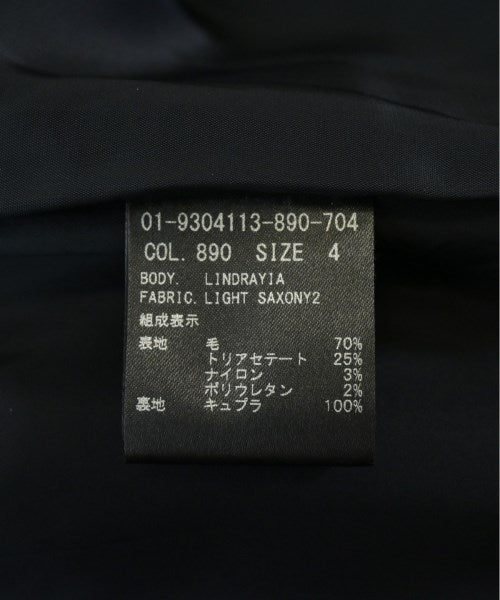 01-9304113-890-704
COL. 890 SIZE 4
BODY. LINDRAYIA
FABRIC. LIGHT SAXONY2
組成表示
表地 毛 70%
トリアセテート 25%
ナイロン 3%
ポリウレタン 2%
裏地 キュプラ 100%